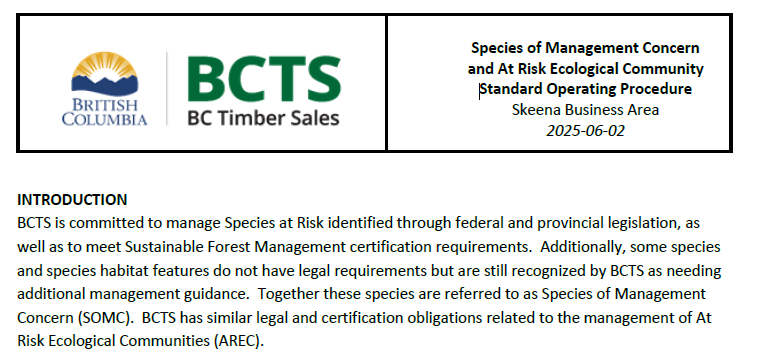 BRITISH
COLUMBIA
BCTS
BC Timber Sales
Species of Management Concern
and At Risk Ecological Community
Standard Operating Procedure
Skeena Business Area
2025-06-02
INTRODUCTION
BCTS is committed to manage Species at Risk identified through federal and provincial legislation, as
well as to meet Sustainable Forest Management certification requirements.  Additionally, some species
and species habitat features do not have legal requirements but are still recognized by BCTS as needing
additional management guidance.  Together these species are referred to as Species of Management
Concern (SOMC).  BCTS has similar legal and certification obligations related to the management of At
Risk Ecological Communities (AREC).